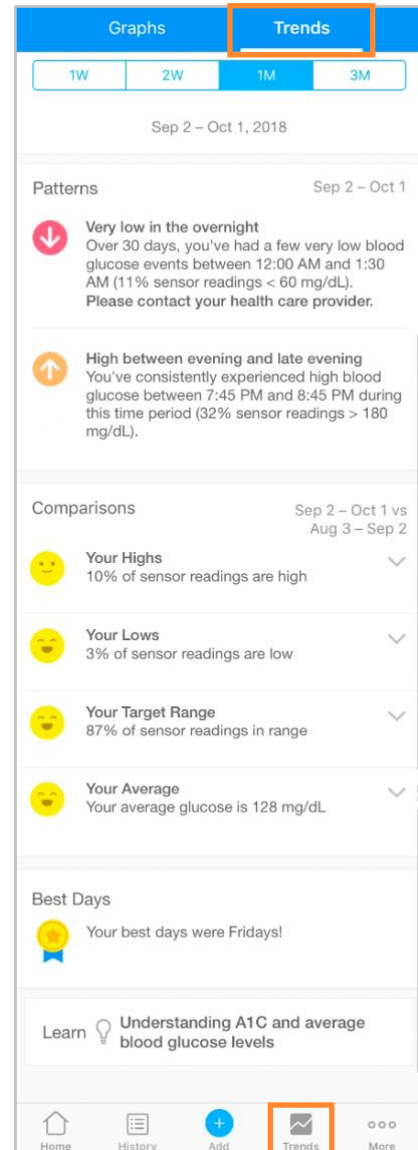 Graphs Trends
1W 2W 1M 3M
Sep 2 – Oct 1, 2018
Patterns Sep 2 – Oct 1
Very low in the overnight
Over 30 days, you've had a few very low blood
glucose events between 12:00 AM and 1:30
AM (11% sensor readings < 60 mg/dL).
Please contact your health care provider.
High between evening and late evening
You've consistently experienced high blood
glucose between 7:45 PM and 8:45 PM during
this time period (32% sensor readings > 180
mg/dL).
Comparisons Sep 2 – Oct 1 vs
Aug 3 – Sep 2
Your Highs
10% of sensor readings are high
Your Lows
3% of sensor readings are low
Your Target Range
87% of sensor readings in range
Your Average
Your average glucose is 128 mg/dL
Best Days
Your best days were Fridays!
Learn Understanding A1C and average
blood glucose levels
Home History Add Trends More